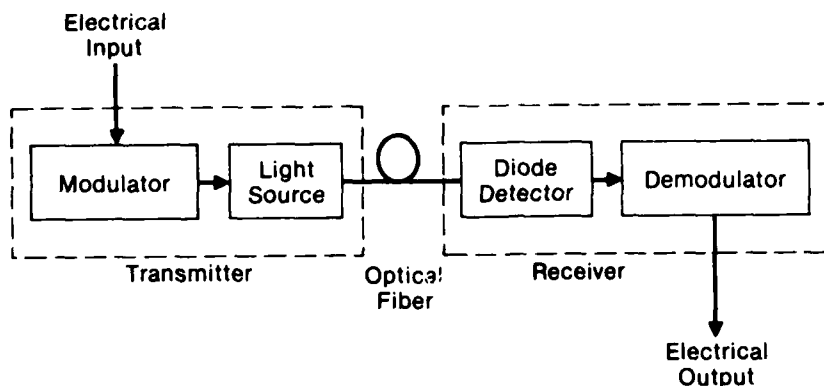 Electrical
Input
Modulator
Light
Source
Diode
Detector
Demodulator
Transmitter
Optical
Fiber
Receiver
Electrical
Output